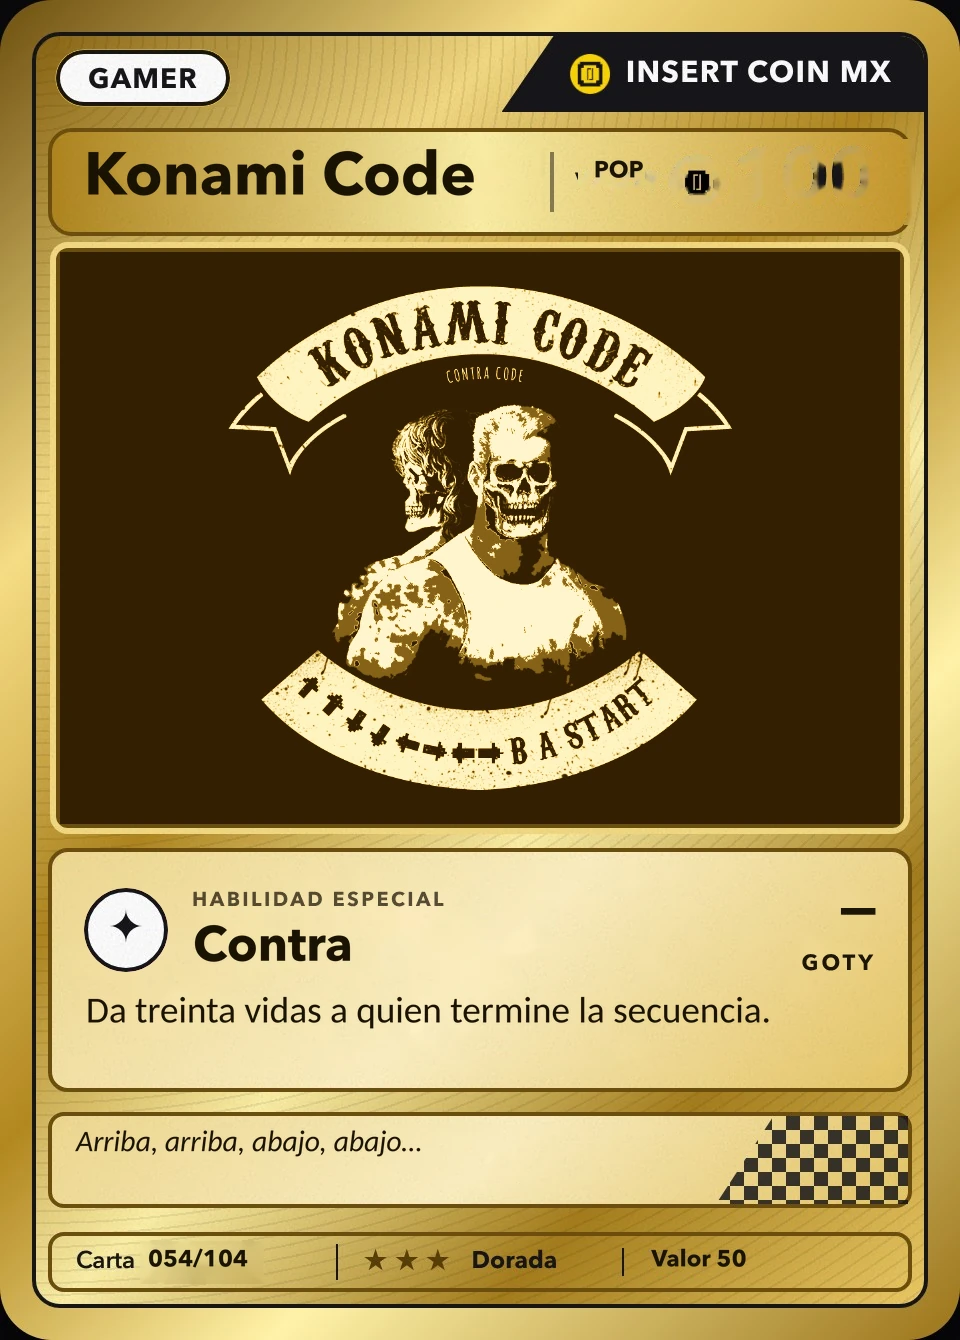 GAMER
INSERT COIN MX
Konami Code
POP
KONAMI CODE
CONTRA CODE
B A START
HABILIDAD ESPECIAL
Contra
GOTY
Da treinta vidas a quien termine la secuencia.
Arriba, arriba, abajo, abajo...
Carta 054/104 ★★★ Dorada Valor 50